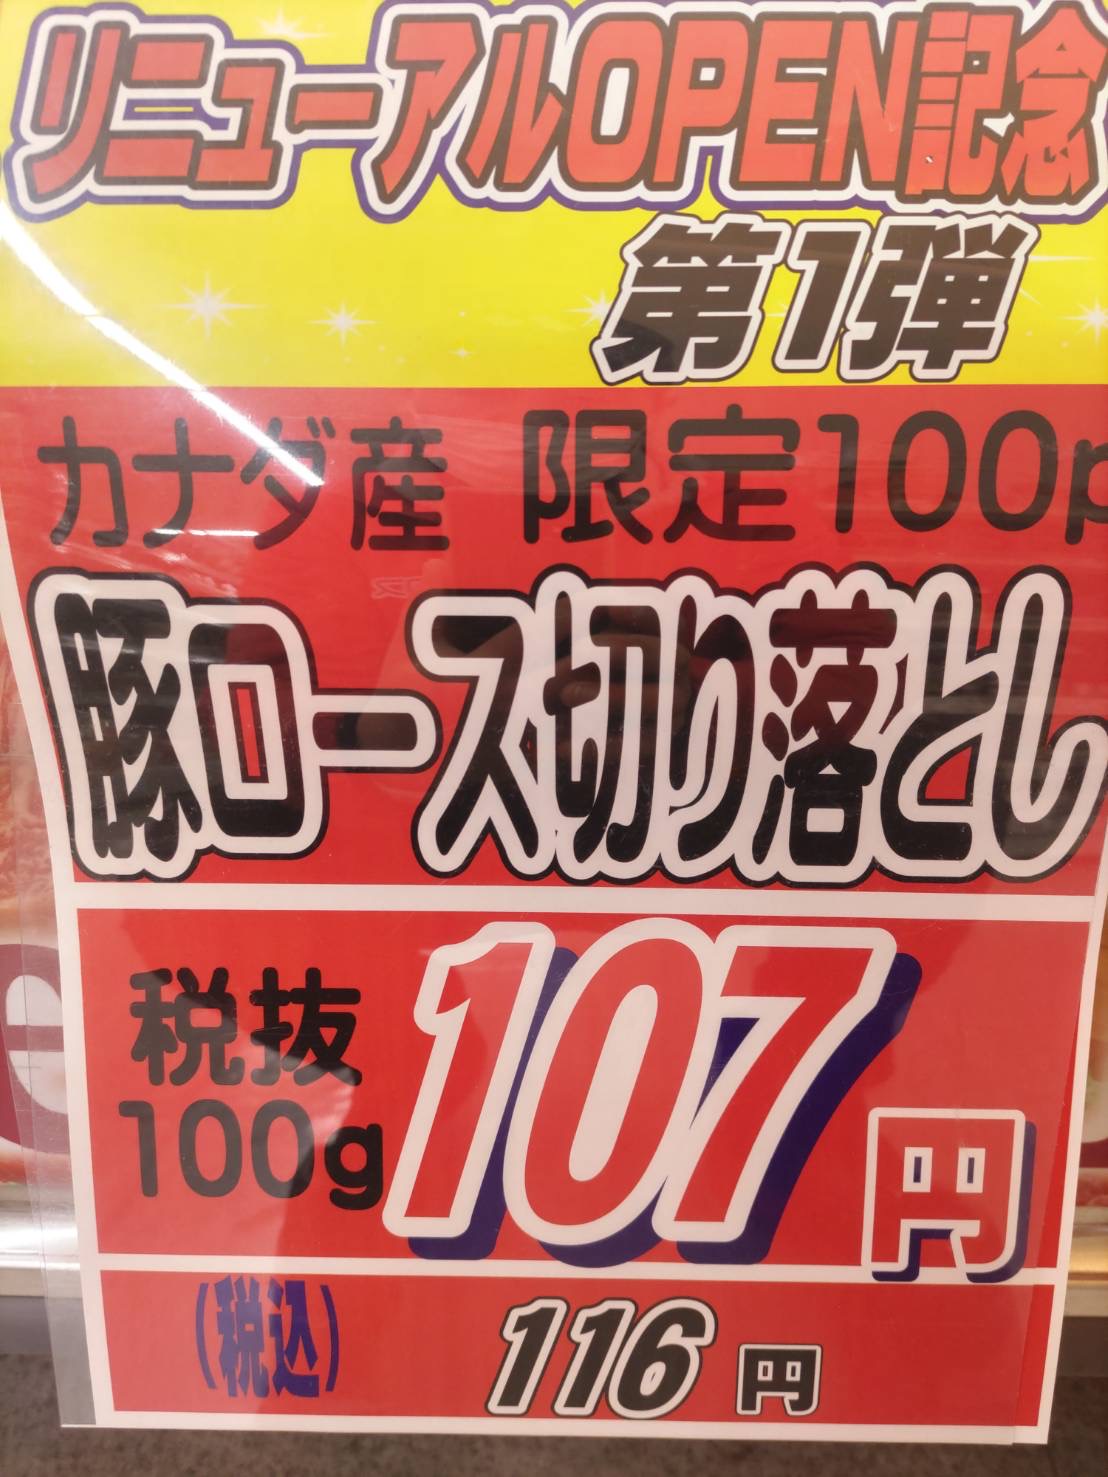 リニューアルOPEN記念
第1弾
カナダ産 限定100p
豚ロース切り落とし
税抜
100g
107円
(税込)
116円